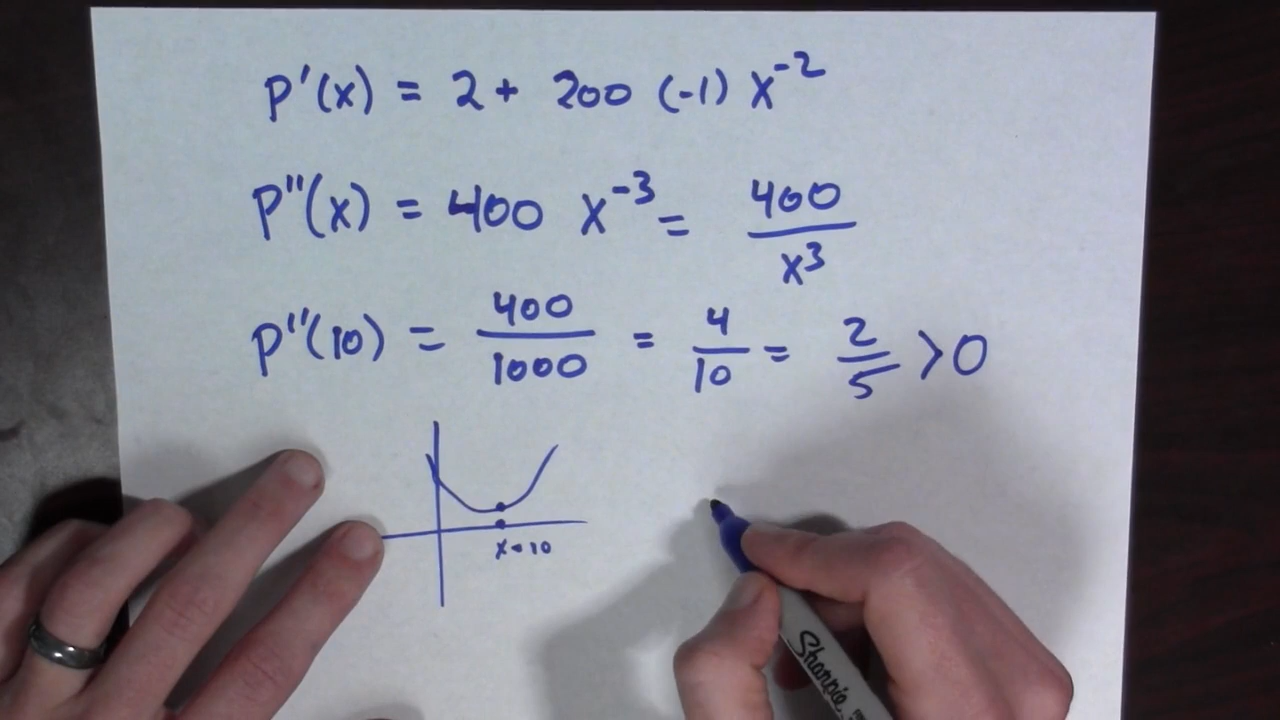 P'(x) = 2 + 200 (-1) x^-2
P''(x) = 400 x^-3 = 400/x^3
P''(10) = 400/1000 = 4/10 = 2/5 > 0
x=10
Sharpie